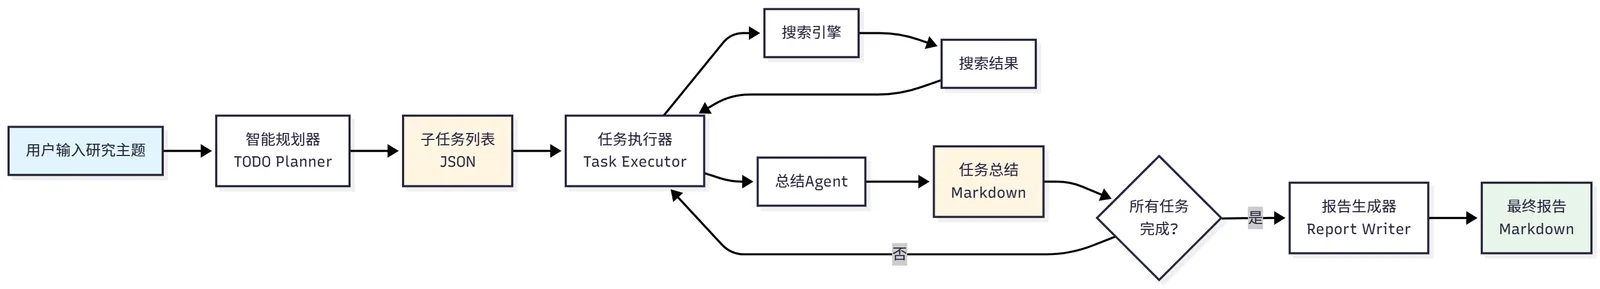 用户输入研究主题
智能规划器
TODO Planner
子任务列表
JSON
任务执行器
Task Executor
搜索引擎
搜索结果
总结Agent
任务总结
Markdown
所有任务
完成?
是
否
报告生成器
Report Writer
最终报告
Markdown